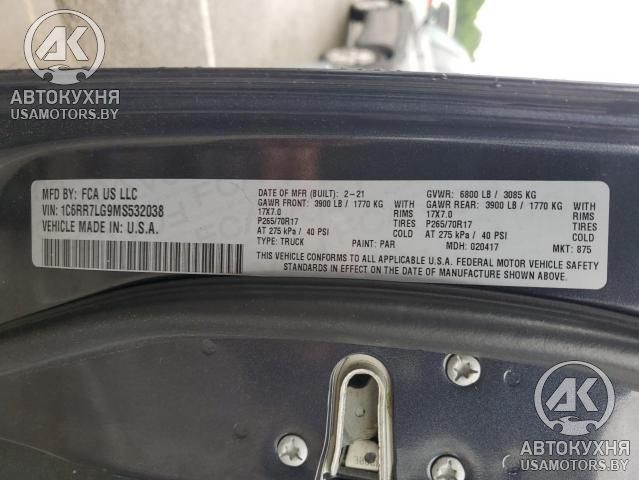 АК
АВТОКУХНЯ
USAMOTORS.BY
АК
АВТОКУХНЯ
USAMOTORS.BY
MFD BY: FCA US LLC
VIN: 1C6RR7LG9MS532038
VEHICLE MADE IN: U.S.A.
DATE OF MFR (BUILT): 2-21
GAWR FRONT: 3900 LB / 1770 KG
17X7.0 RIMS
P265/70R17 TIRES
AT 275 kPa / 40 PSI COLD
TYPE: TRUCK PAINT: PAR
GVWR: 6800 LB / 3085 KG
GAWR REAR: 3900 LB / 1770 KG
17X7.0 RIMS
P265/70R17 TIRES
AT 275 kPa / 40 PSI COLD
MDH: 020417 MKT: 875
THIS VEHICLE CONFORMS TO ALL APPLICABLE U.S.A. FEDERAL MOTOR VEHICLE SAFETY
STANDARDS IN EFFECT ON THE DATE OF MANUFACTURE SHOWN ABOVE.
АК
АВТОКУХНЯ
USAMOTORS.BY